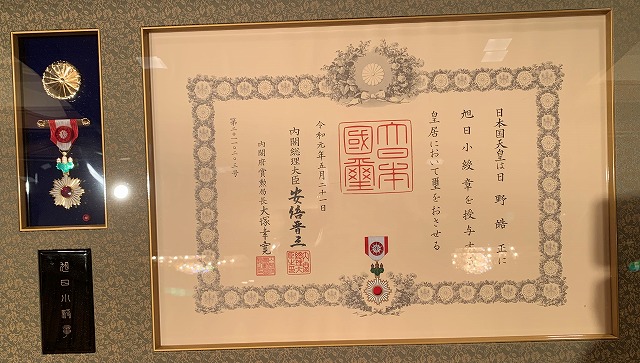 日本国天皇は日野皓正に
旭日小綬章を授与する
皇居において璽をおさせる
大日本
國璽
令和元年五月二十一日
内閣総理大臣 安倍晋三
内閣府賞勲局長 大塚幸寛
旭日小綬章